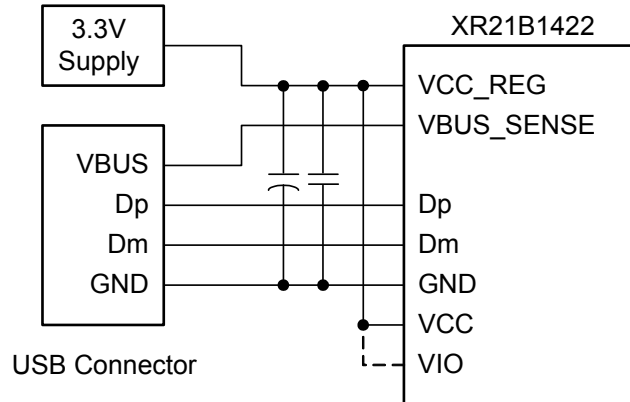 3.3V
Supply
XR21B1422
VCC_REG
VBUS_SENSE
VBUS
Dp
Dp
Dm
Dm
GND
GND
VCC
VIO
USB Connector